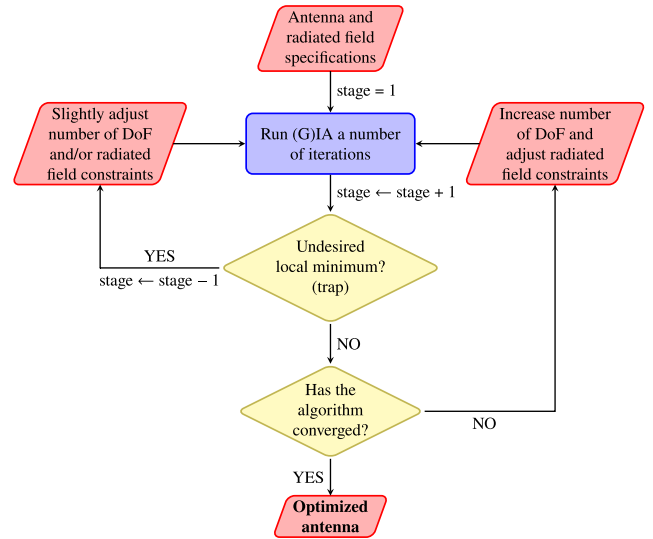 Antenna and
radiated field
specifications
stage = 1
Slightly adjust
number of DoF
and/or radiated
field constraints
Run (G)IA a number
of iterations
Increase number
of DoF and
adjust radiated
field constraints
stage ← stage + 1
Undesired
local minimum?
(trap)
YES
stage ← stage − 1
NO
Has the
algorithm
converged?
NO
YES
Optimized
antenna